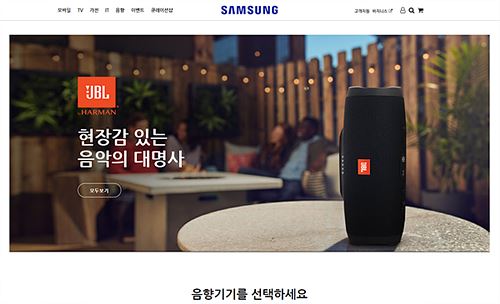 모바일 TV 가전 IT 음향 이벤트 큐레이션샵
SAMSUNG
고객지원 비즈니스
JBL
by HARMAN
현장감 있는
음악의 대명사
모두 보기
JBL
음향기기를 선택하세요